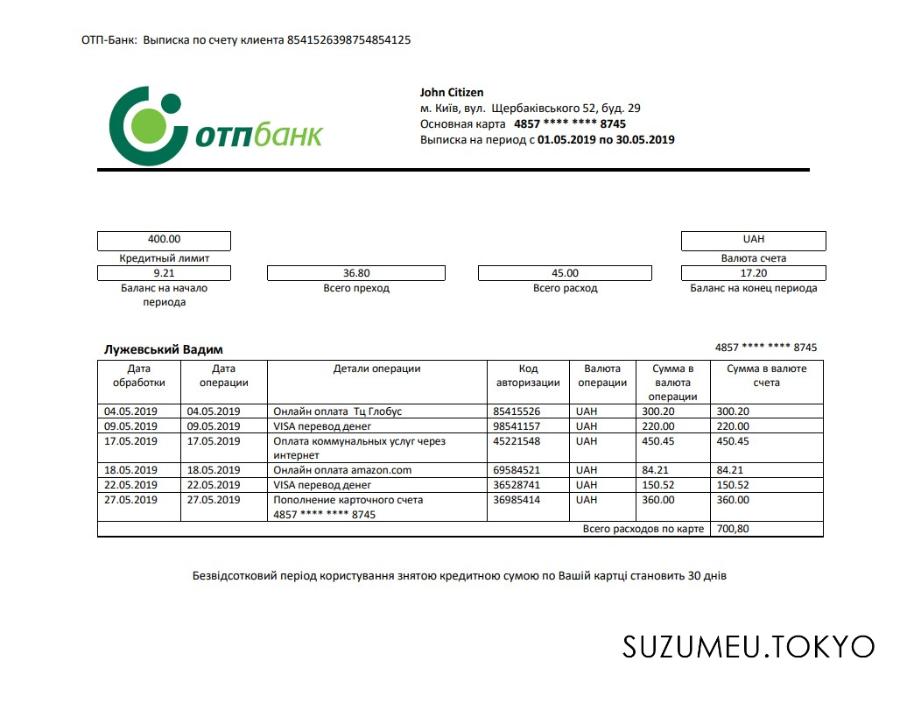 ОТП-Банк: Выписка по счету клиента 8541526398754854125
отпбанк
John Citizen
м. Київ, вул. Щербаківського 52, буд. 29
Основная карта 4857 **** **** 8745
Выписка на период с 01.05.2019 по 30.05.2019
400.00 UAH
Кредитный лимит Валюта счета
9.21 36.80 45.00 17.20
Баланс на начало Всего преход Всего расход Баланс на конец периода
периода
Лужевський Вадим 4857 **** **** 8745
Дата Дата Детали операции Код Валюта Сумма в Сумма в валюте
обработки операции авторизации операции валюта счета
операции
04.05.2019 04.05.2019 Онлайн оплата Тц Глобус 85415526 UAH 300.20 300.20
09.05.2019 09.05.2019 VISA перевод денег 98541157 UAH 220.00 220.00
17.05.2019 17.05.2019 Оплата коммунальных услуг через 45221548 UAH 450.45 450.45
интернет
18.05.2019 18.05.2019 Онлайн оплата amazon.com 69584521 UAH 84.21 84.21
22.05.2019 22.05.2019 VISA перевод денег 36528741 UAH 150.52 150.52
27.05.2019 27.05.2019 Пополнение карточного счета 36985414 UAH 360.00 360.00
4857 **** **** 8745
Всего расходов по карте 700,80
Безвідсотковий період користування знятою кредитною сумою по Вашій картці становить 30 днів
SUZUMEU.TOKYO